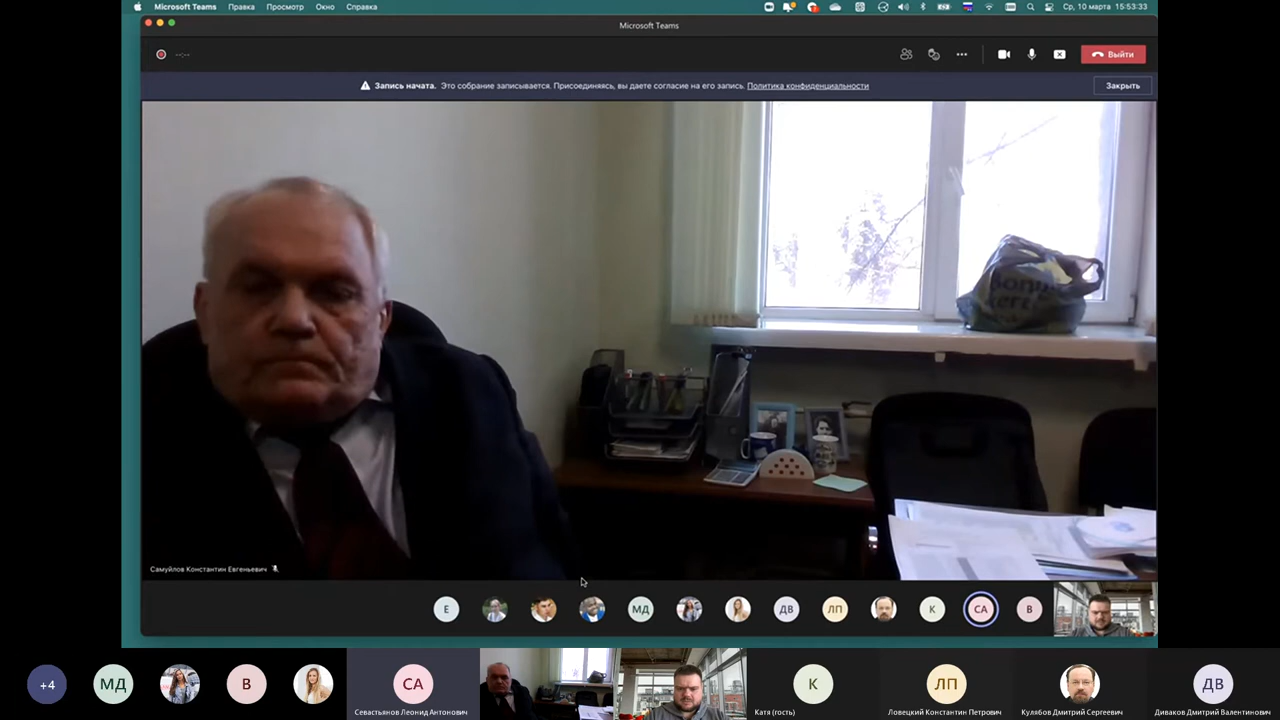 Microsoft Teams Правка Просмотр Окно Справка
Ср, 10 марта 15:53:33
Microsoft Teams
--:--
Выйти
Запись начата. Это собрание записывается. Присоединяясь, вы даете согласие на его запись. Политика конфиденциальности
Закрыть
Самуйлов Константин Евгеньевич
Е МД ДВ ЛП К СА В
+4 МД В СА К ЛП ДВ
Севастьянов Леонид Антонович
Катя (гость)
Ловецкий Константин Петрович
Кулябов Дмитрий Сергеевич
Диваков Дмитрий Валентинович